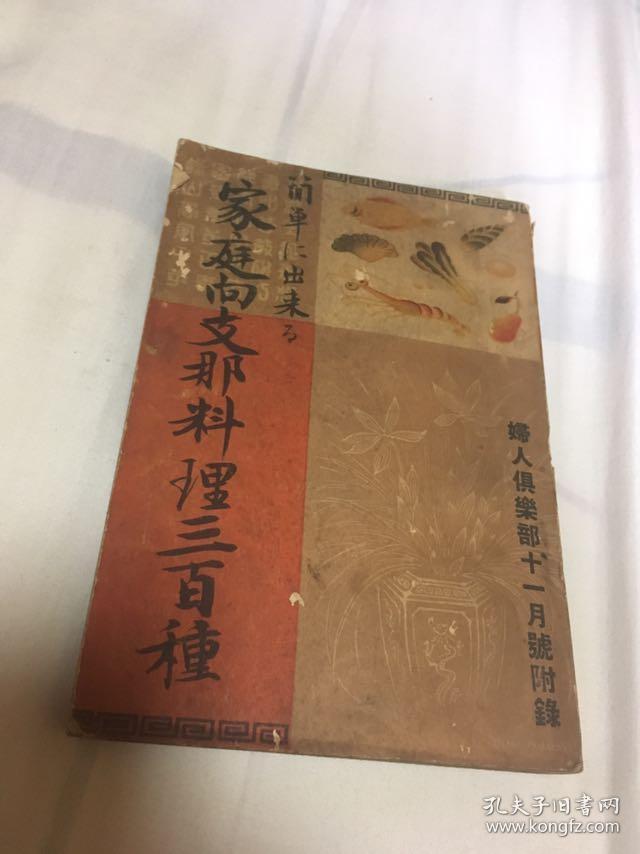 簡単に出来る
家庭向支那料理三百種
婦人倶樂部十一月號附錄
孔夫子旧书网
www.kongfz.com